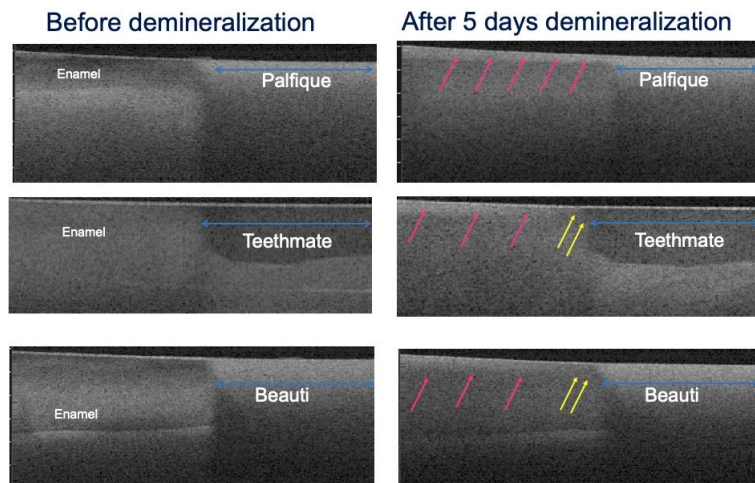 Before demineralization
After 5 days demineralization
Enamel
Palfique
Palfique
Enamel
Teethmate
Teethmate
Enamel
Beauti
Beauti